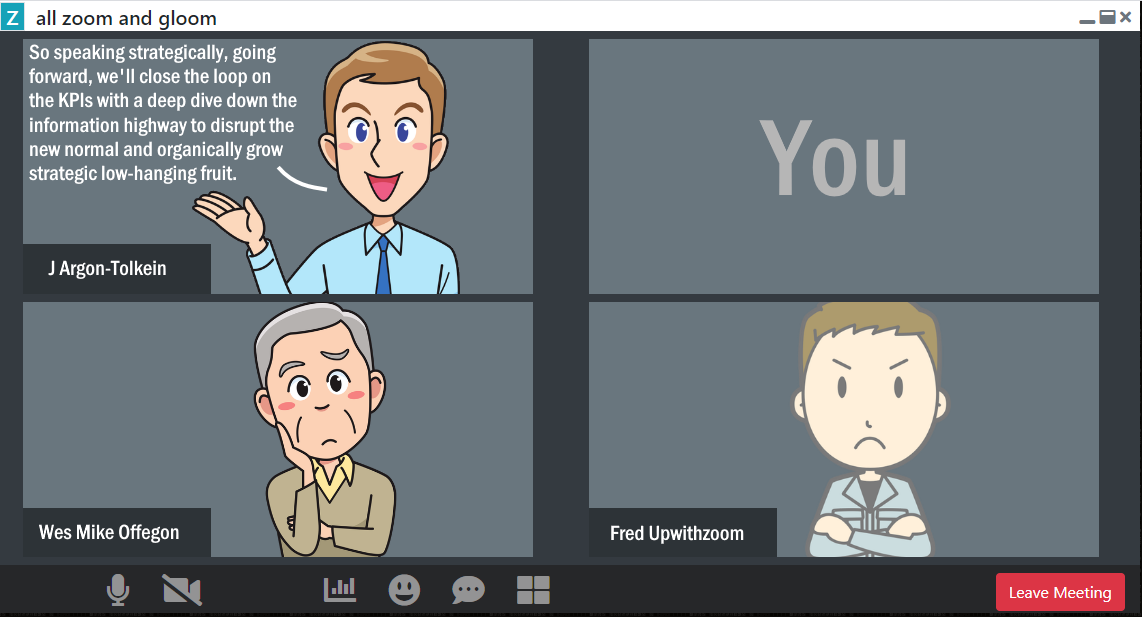 Z all zoom and gloom
So speaking strategically, going
forward, we'll close the loop on
the KPIs with a deep dive down the
information highway to disrupt the
new normal and organically grow
strategic low-hanging fruit.
You
J Argon-Tolkein
Wes Mike Offegon
Fred Upwithzoom
Leave Meeting